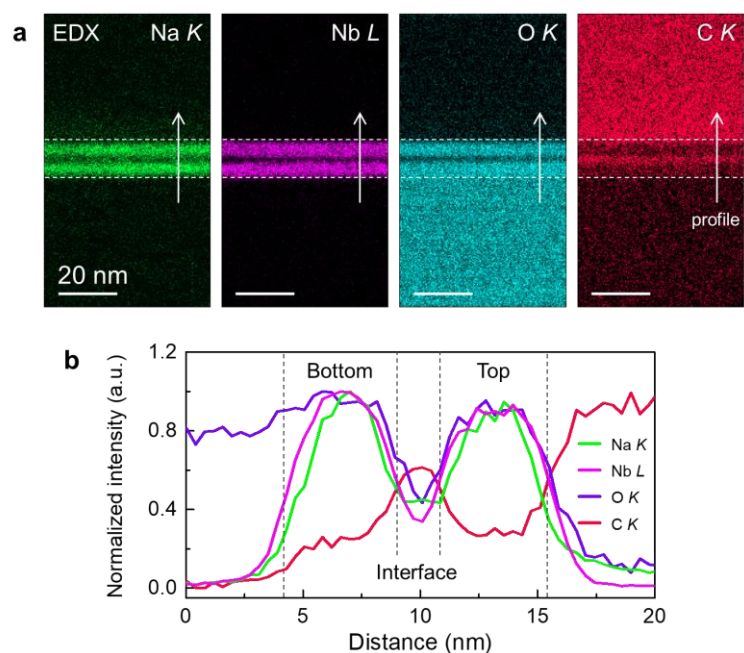 a
EDX Na K
Nb L
O K
C K
profile
20 nm
b
Normalized intensity (a.u.)
1.2
0.8
0.4
0.0
Bottom
Top
Na K
Nb L
O K
C K
Interface
0 5 10 15 20
Distance (nm)